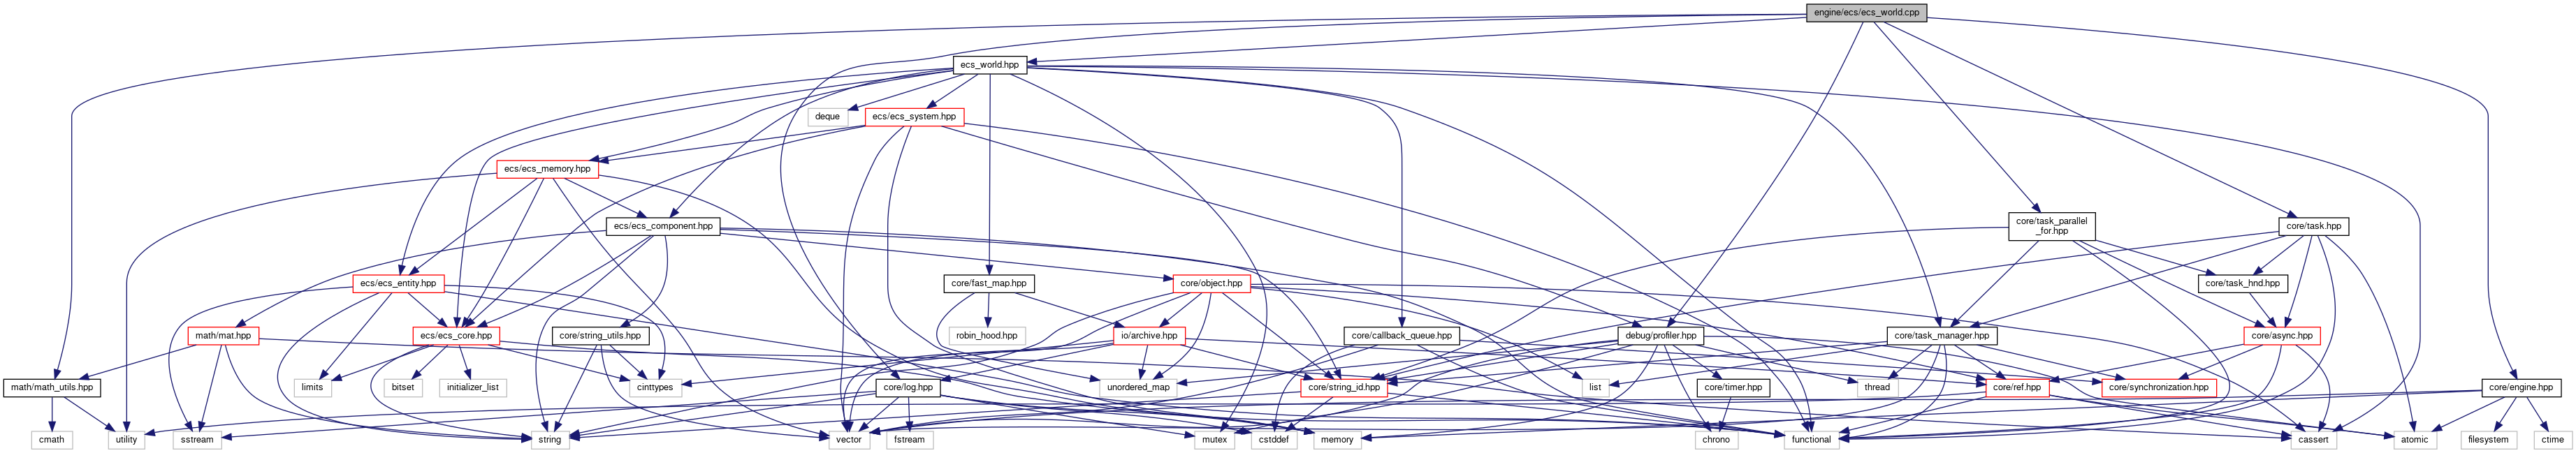 engine/ecs/ecs_world.cpp
ecs_world.hpp
deque
ecs/ecs_system.hpp
ecs/ecs_memory.hpp
ecs/ecs_component.hpp
core/task_parallel
_for.hpp
core/task.hpp
ecs/ecs_entity.hpp
core/fast_map.hpp
core/object.hpp
core/task_hnd.hpp
math/mat.hpp
ecs/ecs_core.hpp
core/string_utils.hpp
robin_hood.hpp
io/archive.hpp
core/callback_queue.hpp
debug/profiler.hpp
core/task_manager.hpp
core/async.hpp
math/math_utils.hpp
limits
bitset
initializer_list
cinttypes
core/log.hpp
unordered_map
core/string_id.hpp
list
core/timer.hpp
thread
core/ref.hpp
core/synchronization.hpp
core/engine.hpp
cmath
utility
sstream
string
vector
fstream
mutex
cstddef
memory
chrono
functional
cassert
atomic
filesystem
ctime